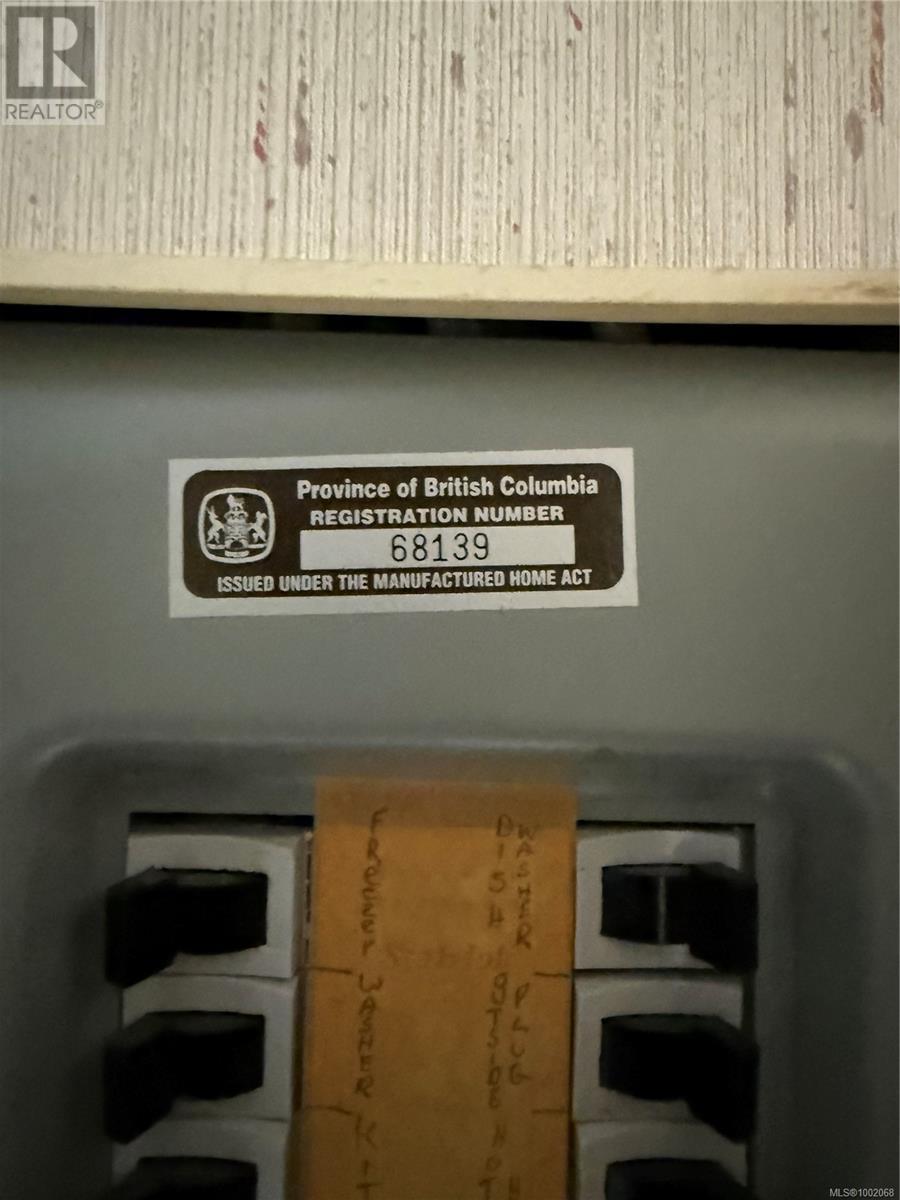 REALTOR®
Province of British Columbia
REGISTRATION NUMBER
68139
ISSUED UNDER THE MANUFACTURED HOME ACT
DISH
WASHER
WASHER
OUTSIDE
PLUG
MLS®1002068